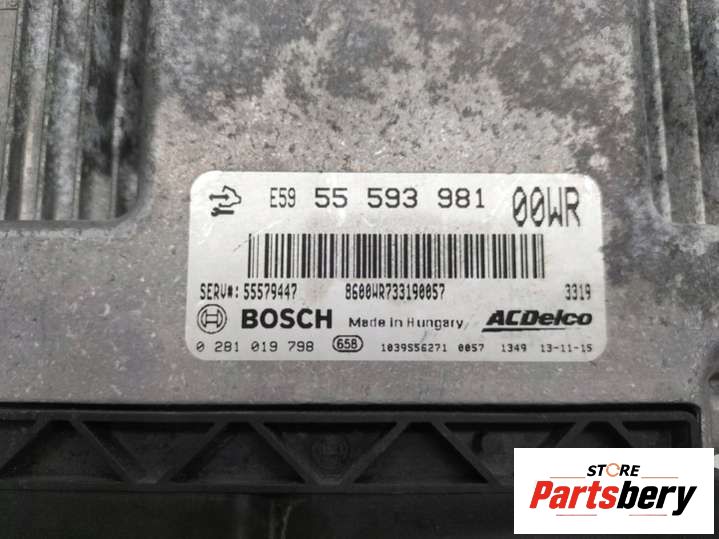 E59 55 593 981 00WR
SERV#: 55579447 8600WR733190057 3319
BOSCH Made in Hungary ACDelco
0 281 019 798 658 1039S56271 0057 1349 13-11-15
STORE
Partsbery